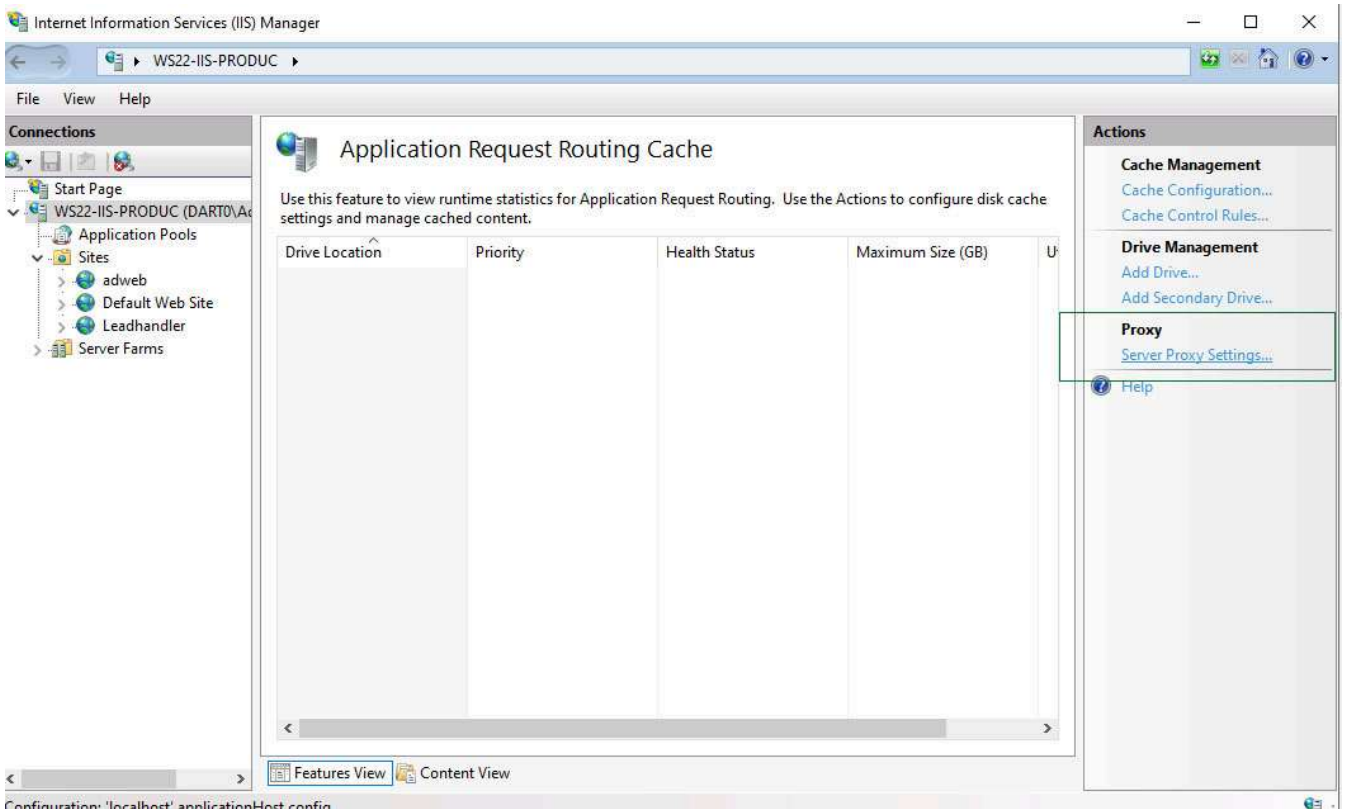 Internet Information Services (IIS) Manager
WS22-IIS-PRODUC
File View Help
Connections
Start Page
WS22-IIS-PRODUC (DART0\Ac
Application Pools
Sites
adweb
Default Web Site
Leadhandler
Server Farms
Application Request Routing Cache
Use this feature to view runtime statistics for Application Request Routing. Use the Actions to configure disk cache
settings and manage cached content.
Drive Location Priority Health Status Maximum Size (GB) U
Features View Content View
Actions
Cache Management
Cache Configuration...
Cache Control Rules...
Drive Management
Add Drive...
Add Secondary Drive...
Proxy
Server Proxy Settings...
Help
Configuration: 'localhost' applicationHost.config